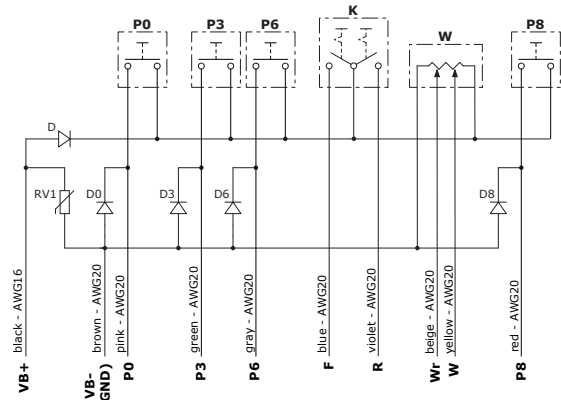 P0
P3
P6
K
W
P8
D
RV1
D0
D3
D6
D8
black - AWG16
brown - AWG20
pink - AWG20
green - AWG20
gray - AWG20
blue - AWG20
violet - AWG20
beige - AWG20
yellow - AWG20
red - AWG20
VB+
VB-
GND)
P0
P3
P6
F
R
Wr
W
P8